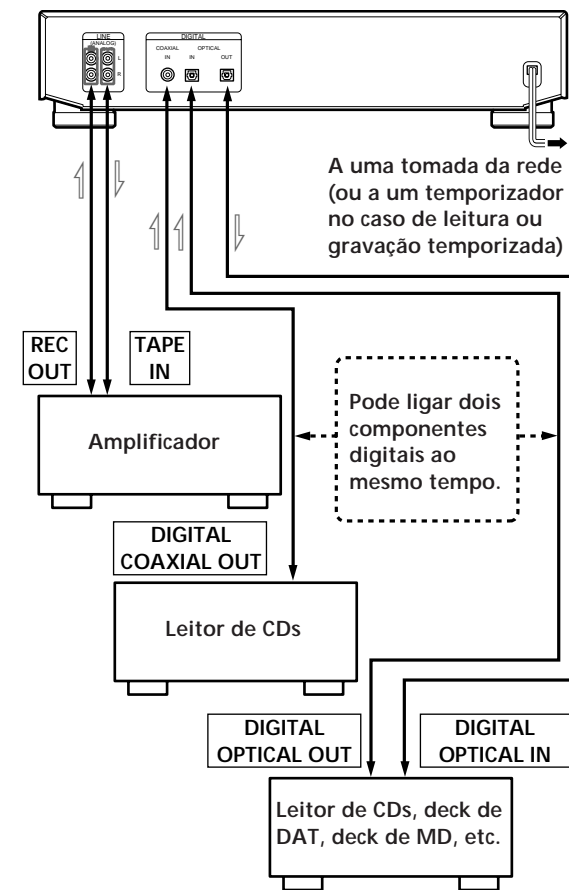 LINE
(ANALOG)
L
R
DIGITAL
COAXIAL
OPTICAL
IN
IN
OUT
A uma tomada da rede
(ou a um temporizador
no caso de leitura ou
gravação temporizada)
REC
OUT
TAPE
IN
Amplificador
Pode ligar dois
componentes
digitais ao
mesmo tempo.
DIGITAL
COAXIAL OUT
Leitor de CDs
DIGITAL
OPTICAL OUT
DIGITAL
OPTICAL IN
Leitor de CDs, deck de
DAT, deck de MD, etc.